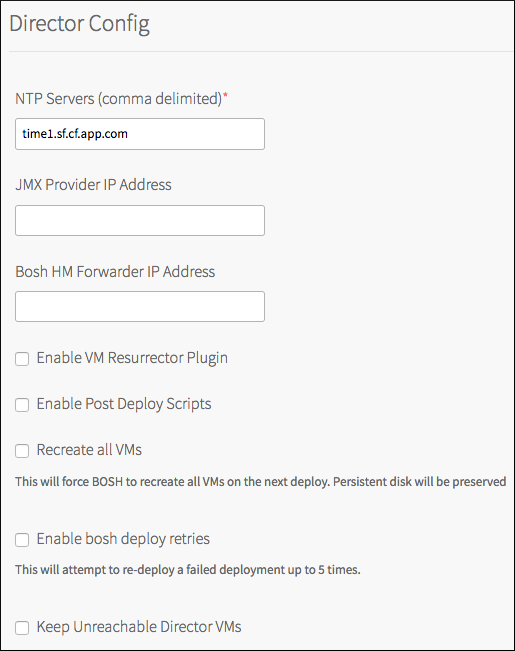 Director Config
NTP Servers (comma delimited)*
time1.sf.cf.app.com
JMX Provider IP Address
Bosh HM Forwarder IP Address
Enable VM Resurrector Plugin
Enable Post Deploy Scripts
Recreate all VMs
This will force BOSH to recreate all VMs on the next deploy. Persistent disk will be preserved
Enable bosh deploy retries
This will attempt to re-deploy a failed deployment up to 5 times.
Keep Unreachable Director VMs